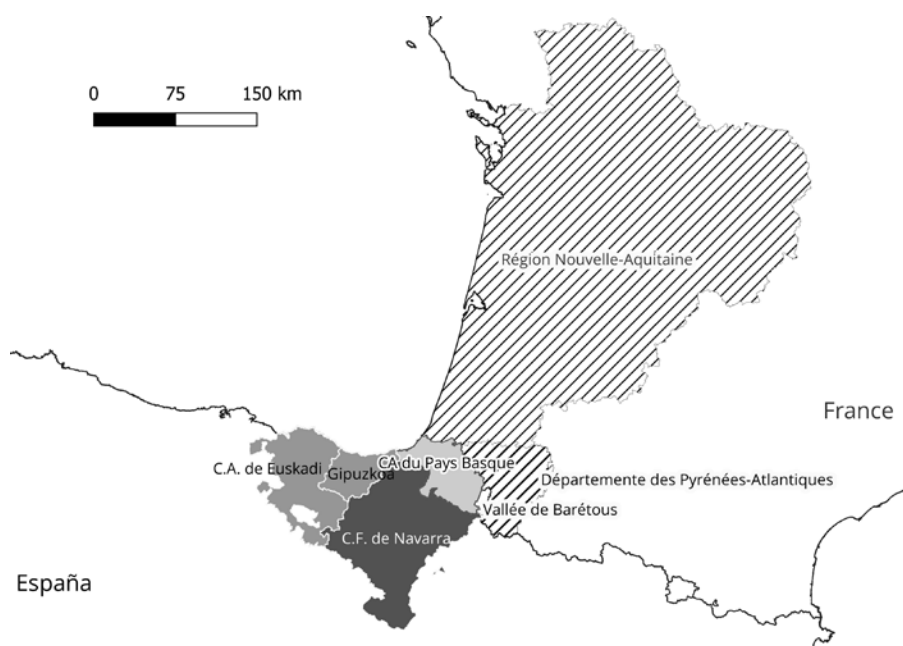 0 75 150 km
Région Nouvelle-Aquitaine
France
C.A. de Euskadi
Gipuzkoa
CA du Pays Basque
Départemente des Pyrénées-Atlantiques
Vallée de Barétous
C.F. de Navarra
España